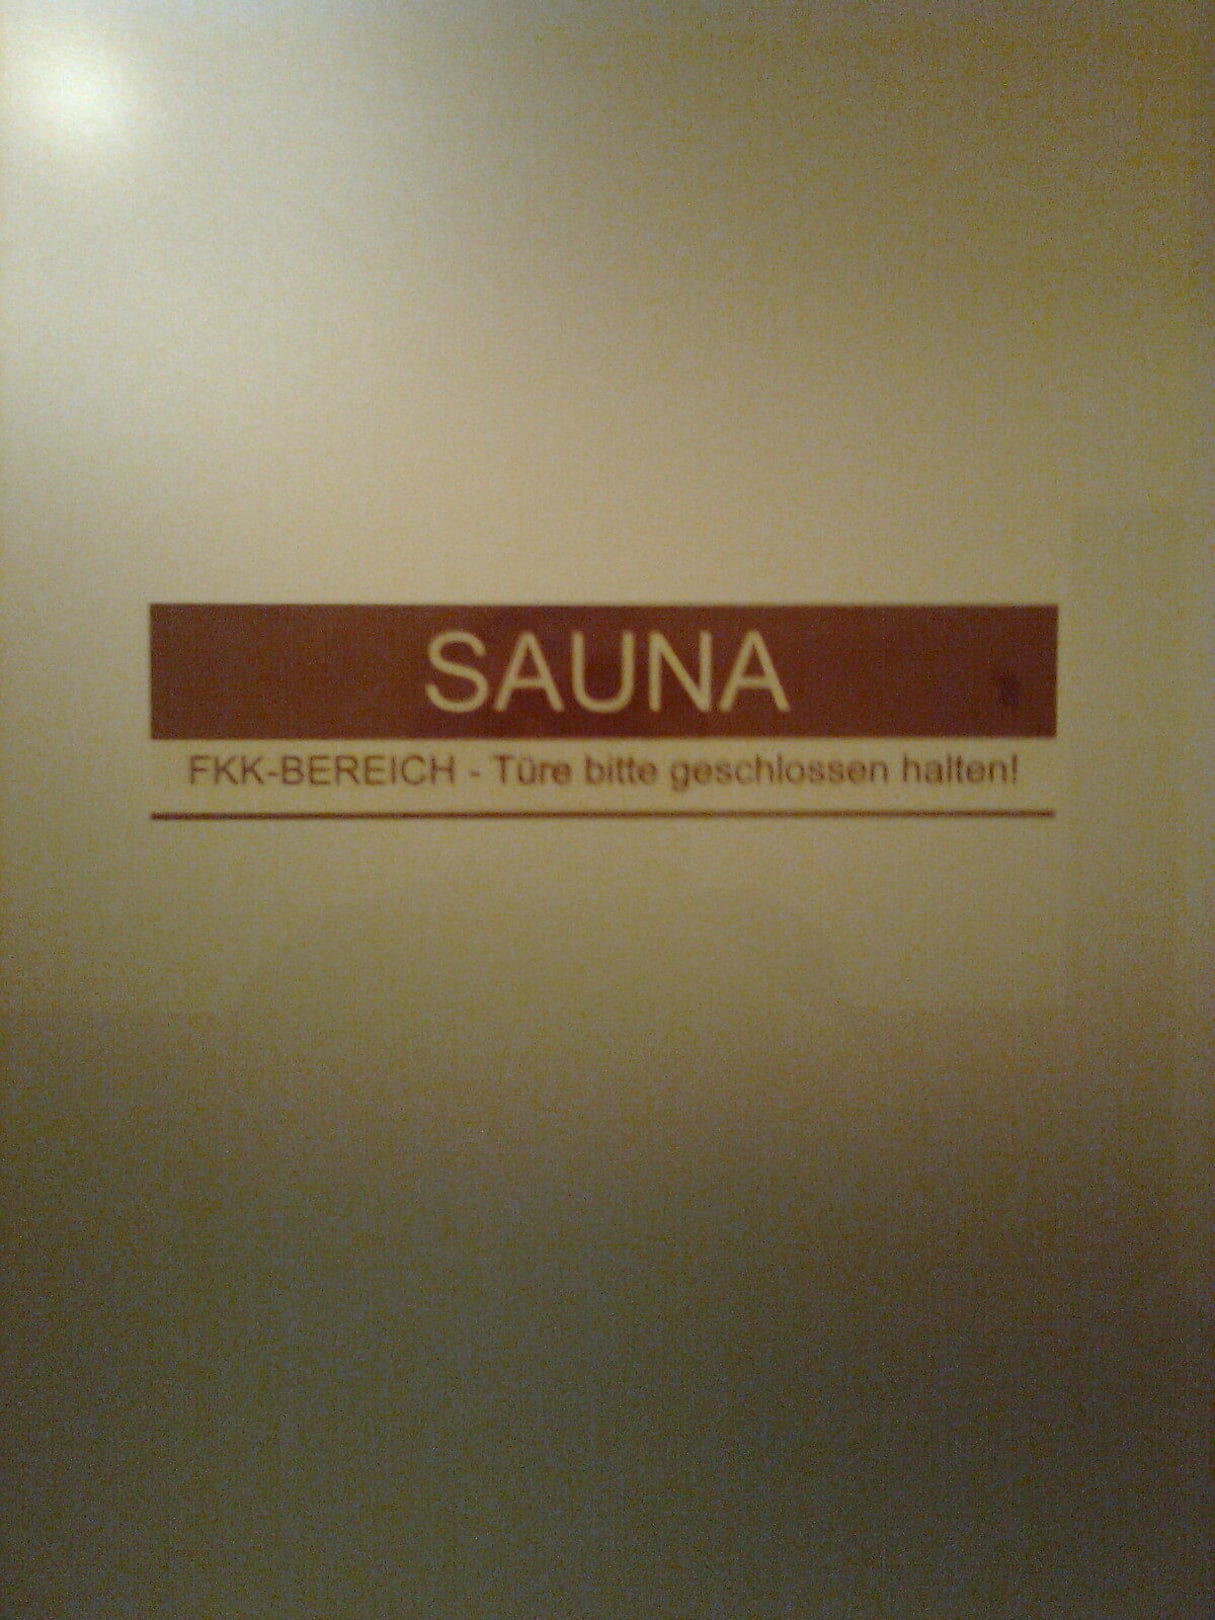 SAUNA
FKK-BEREICH - Türe bitte geschlossen halten!